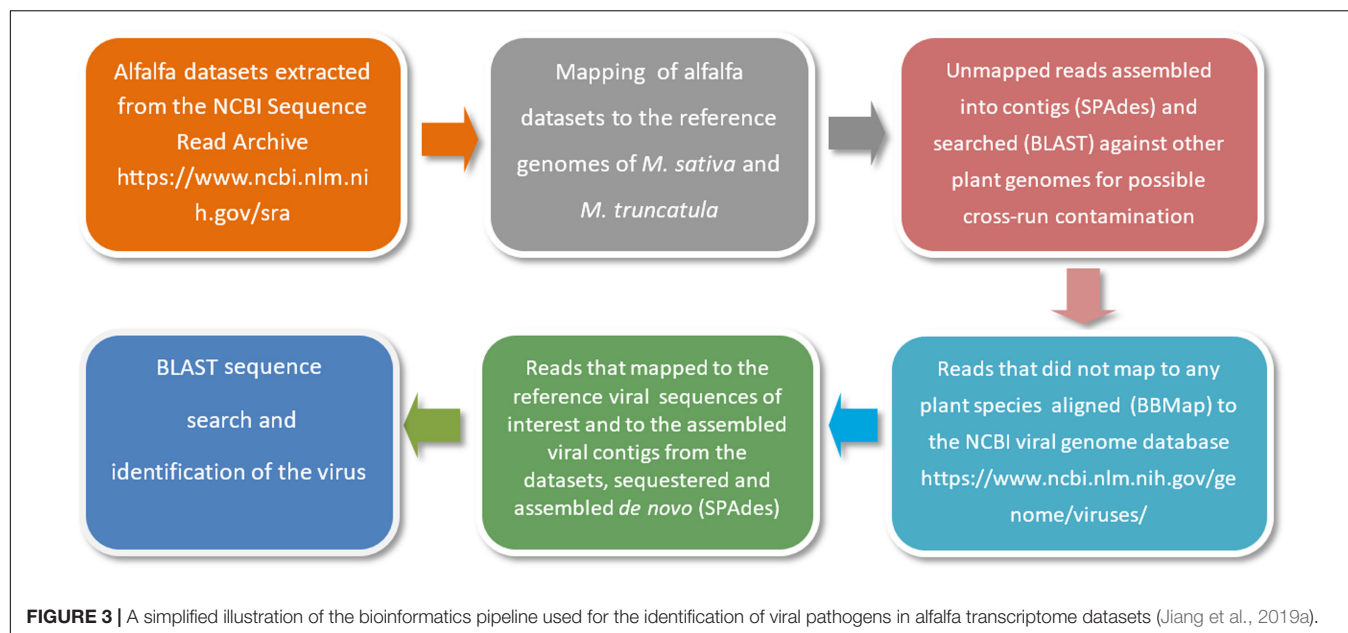 Alfalfa datasets extracted
from the NCBI Sequence
Read Archive
https://www.ncbi.nlm.ni
h.gov/sra
Mapping of alfalfa
datasets to the reference
genomes of M. sativa and
M. truncatula
Unmapped reads assembled
into contigs (SPAdes) and
searched (BLAST) against other
plant genomes for possible
cross-run contamination
Reads that did not map to any
plant species aligned (BBMap) to
the NCBI viral genome database
https://www.ncbi.nlm.nih.gov/ge
nome/viruses/
Reads that mapped to the
reference viral sequences of
interest and to the assembled
viral contigs from the
datasets, sequestered and
assembled de novo (SPAdes)
BLAST sequence
search and
identification of the virus
FIGURE 3 | A simplified illustration of the bioinformatics pipeline used for the identification of viral pathogens in alfalfa transcriptome datasets (Jiang et al., 2019a).